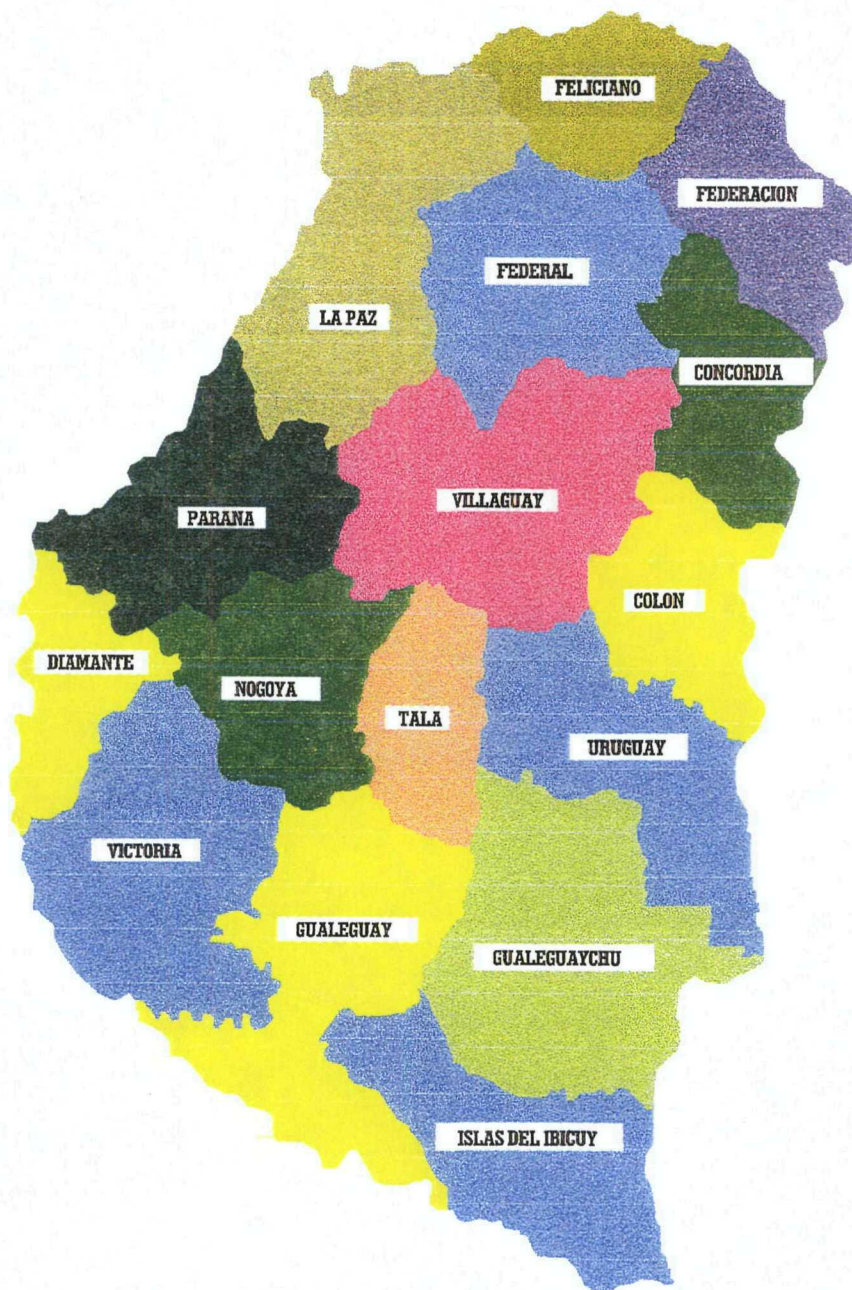 FELICIANO
FEDERACION
FEDERAL
LA PAZ
CONCORDIA
VILLAGUAY
PARANA
COLON
DIAMANTE
NOGOYA
TALA
URUGUAY
VICTORIA
GUALEGUAY
GUALEGUAYCHU
ISLAS DEL IBICUY